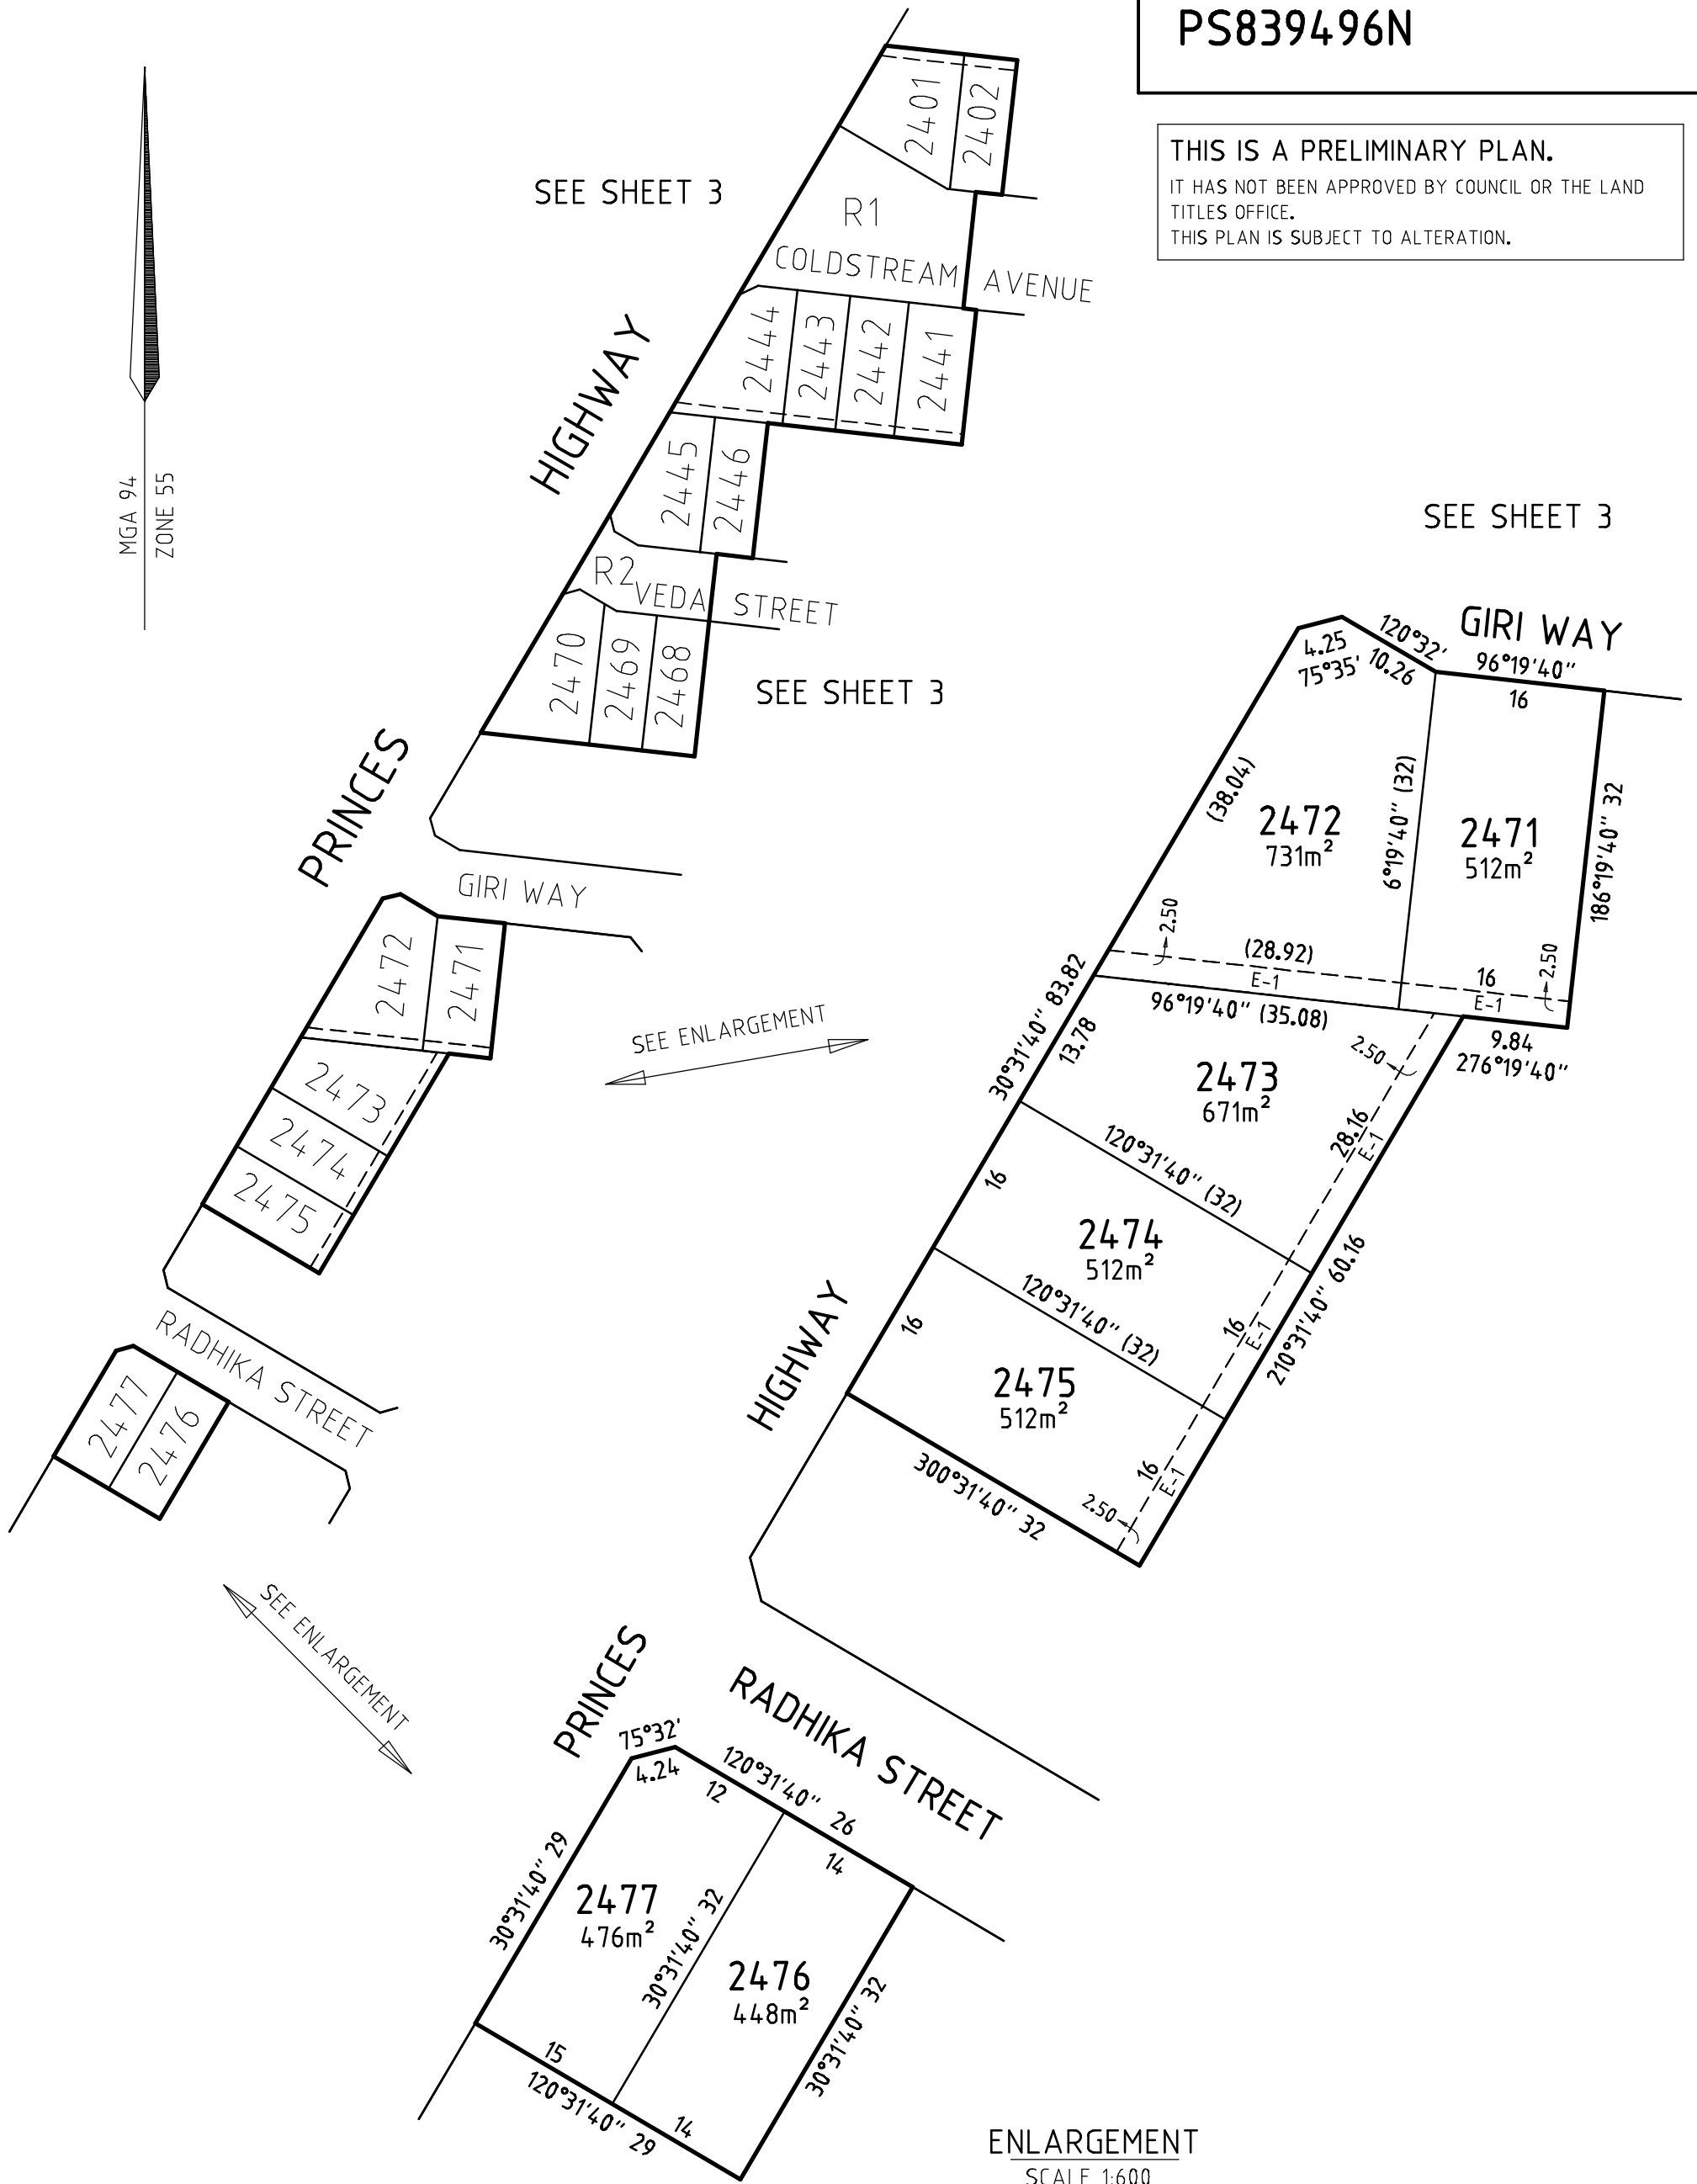 PS839496N
THIS IS A PRELIMINARY PLAN.
IT HAS NOT BEEN APPROVED BY COUNCIL OR THE LAND
TITLES OFFICE.
THIS PLAN IS SUBJECT TO ALTERATION.
MGA 94
ZONE 55
SEE SHEET 3
2401
2402
R1
COLDSTREAM AVENUE
2444
2443
2442
2441
HIGHWAY
2445
2446
R2
VEDA STREET
2470
2469
2468
SEE SHEET 3
PRINCES
GIRI WAY
2472
2471
2473
2474
2475
SEE ENLARGEMENT
RADHIKA STREET
2477
2476
SEE ENLARGEMENT
SEE SHEET 3
GIRI WAY
4.25
75°35'
120°32'
10.26
96°19'40"
16
(38.04)
2472
731m²
6°19'40" (32)
2471
512m²
186°19'40" 32
2.50
(28.92)
E-1
16
E-1
2.50
96°19'40" (35.08)
9.84
276°19'40"
30°31'40" 83.82
13.78
2.50
2473
671m²
28.16
E-1
120°31'40" (32)
16
2474
512m²
120°31'40" (32)
16
E-1
210°31'40" 60.16
16
2475
512m²
16
E-1
2.50
300°31'40" 32
HIGHWAY
PRINCES
RADHIKA STREET
75°32'
4.24
120°31'40" 26
12
14
30°31'40" 29
2477
476m²
30°31'40" 32
2476
448m²
30°31'40" 32
15
14
120°31'40" 29
ENLARGEMENT
SCALE 1:600